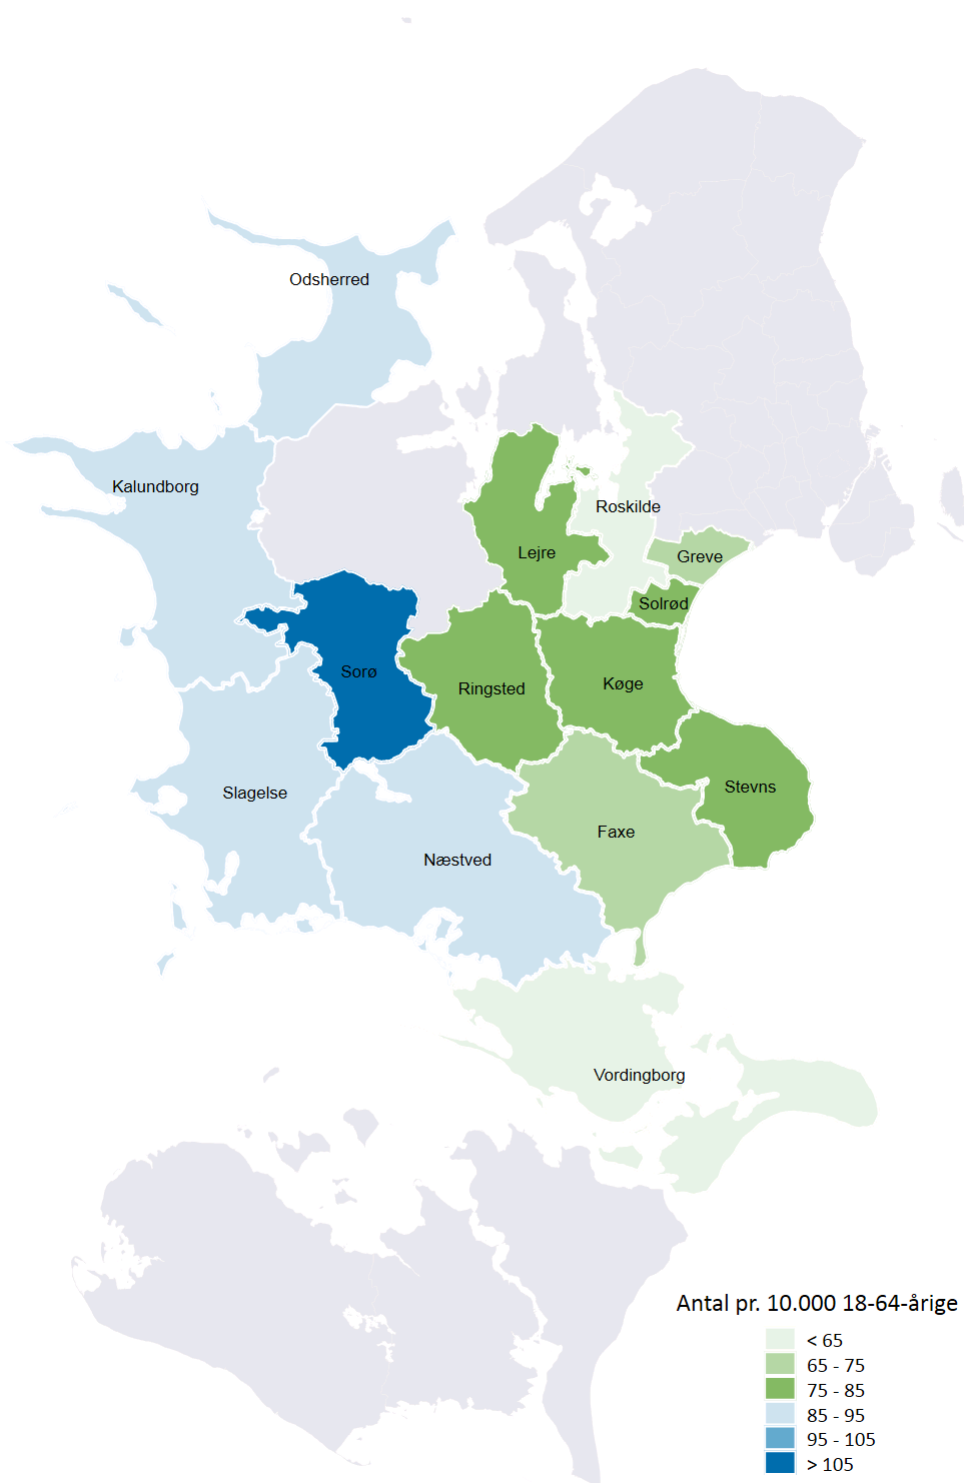 Odsherred
Kalundborg
Roskilde
Lejre
Greve
Solrød
Sorø
Ringsted
Køge
Slagelse
Stevns
Faxe
Næstved
Vordingborg
Antal pr. 10.000 18-64-årige
< 65
65 - 75
75 - 85
85 - 95
95 - 105
> 105